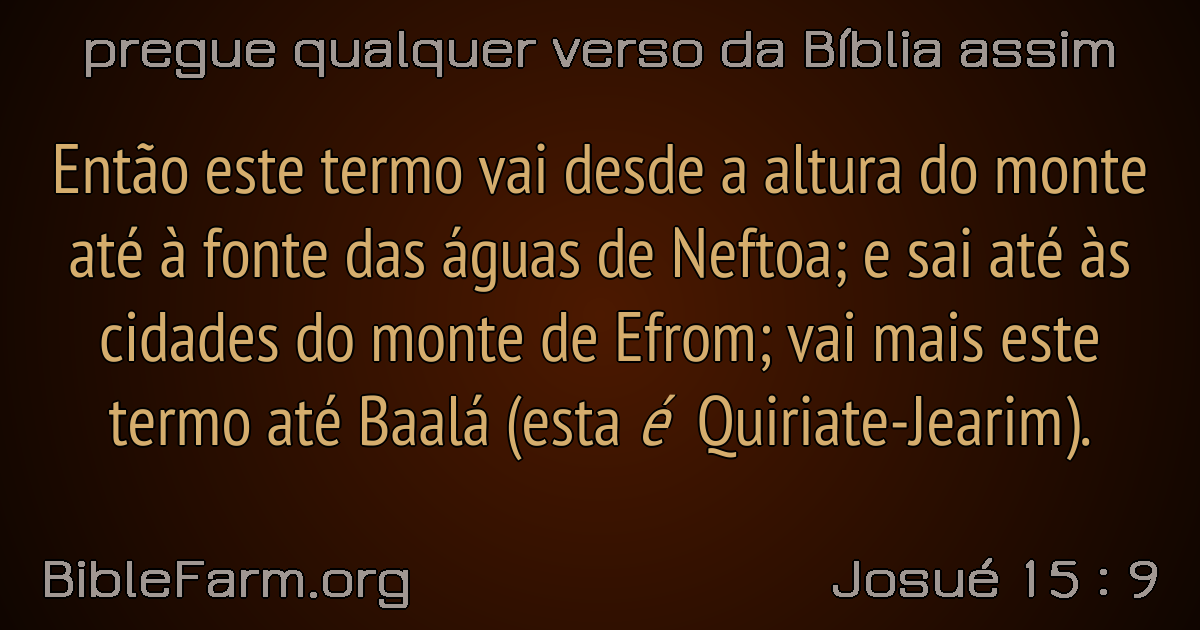 pregue qualquer verso da Bíblia assim
Então este termo vai desde a altura do monte
até à fonte das águas de Neftoa; e sai até às
cidades do monte de Efrom; vai mais este
termo até Baalá (esta é Quiriate-Jearim).
BibleFarm.org
Josué 15 : 9